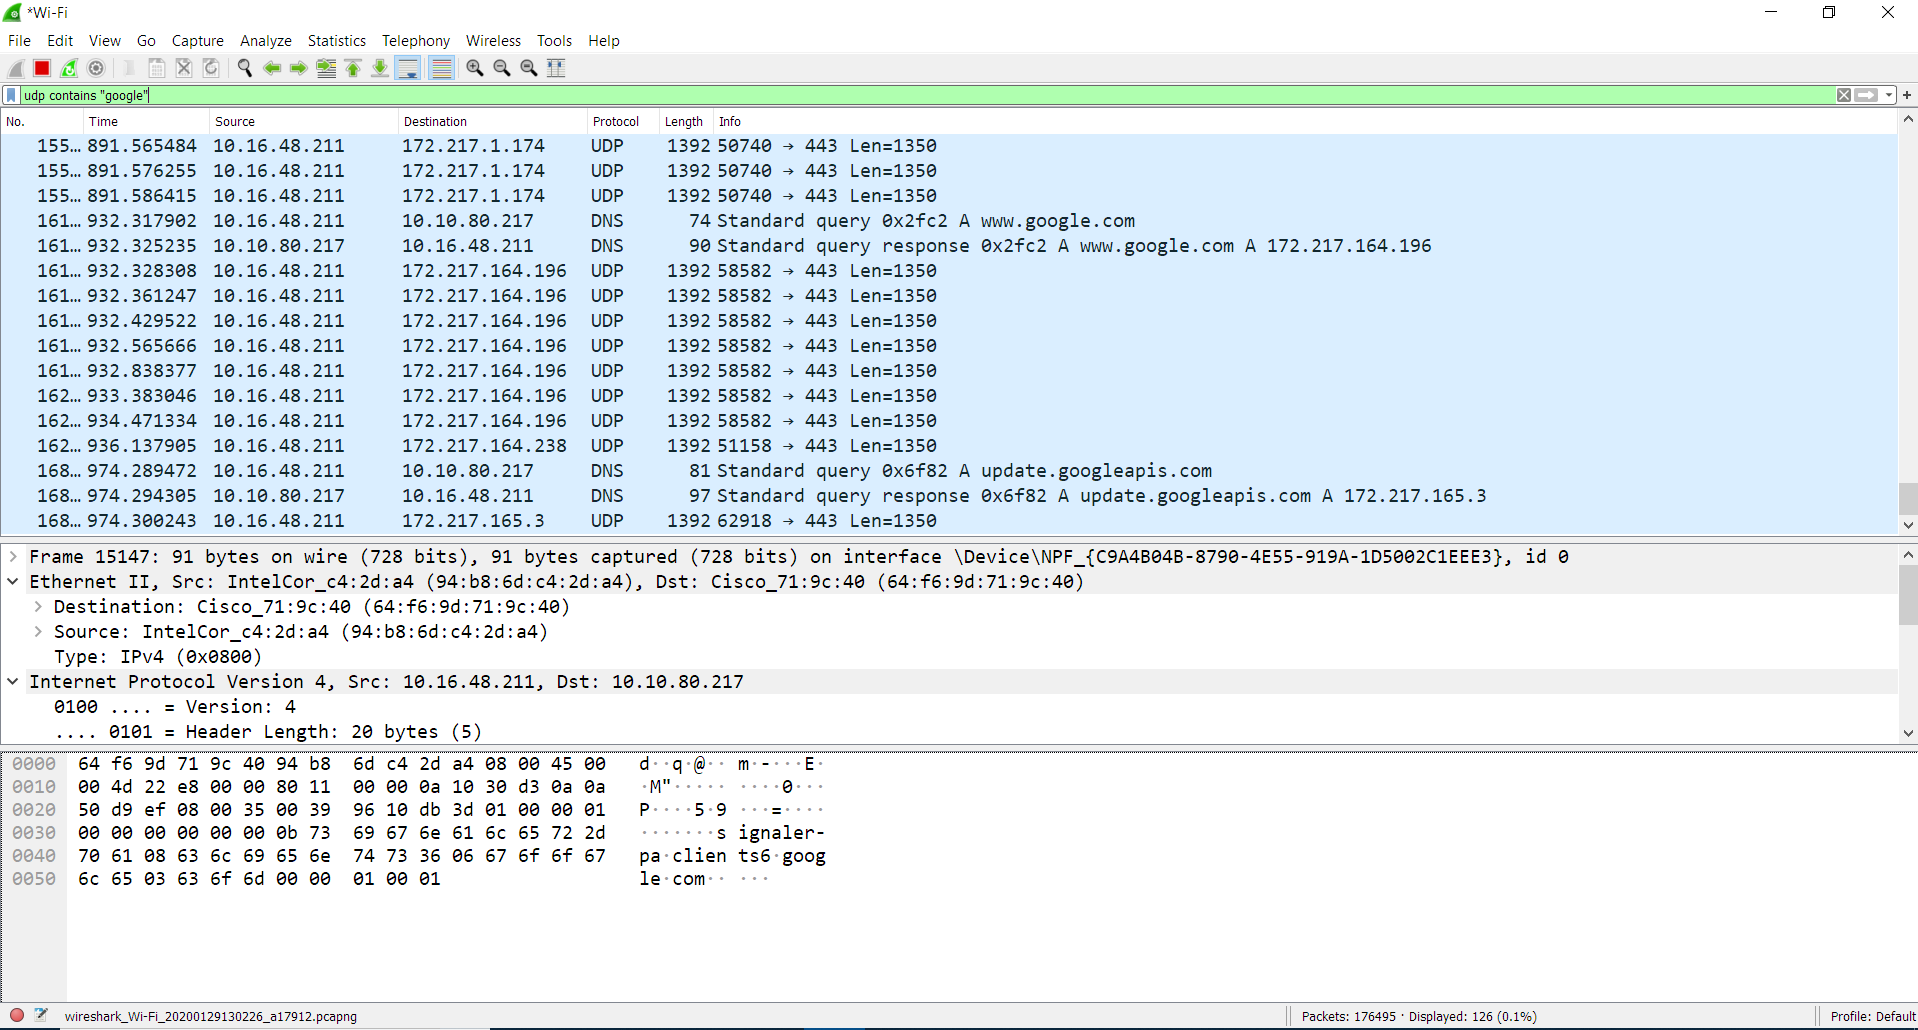 *Wi-Fi
File Edit View Go Capture Analyze Statistics Telephony Wireless Tools Help
udp contains "google"
No. Time Source Destination Protocol Length Info
155… 891.565484 10.16.48.211 172.217.1.174 UDP 1392 50740 → 443 Len=1350
155… 891.576255 10.16.48.211 172.217.1.174 UDP 1392 50740 → 443 Len=1350
155… 891.586415 10.16.48.211 172.217.1.174 UDP 1392 50740 → 443 Len=1350
161… 932.317902 10.16.48.211 10.10.80.217 DNS 74 Standard query 0x2fc2 A www.google.com
161… 932.325235 10.10.80.217 10.16.48.211 DNS 90 Standard query response 0x2fc2 A www.google.com A 172.217.164.196
161… 932.328308 10.16.48.211 172.217.164.196 UDP 1392 58582 → 443 Len=1350
161… 932.361247 10.16.48.211 172.217.164.196 UDP 1392 58582 → 443 Len=1350
161… 932.429522 10.16.48.211 172.217.164.196 UDP 1392 58582 → 443 Len=1350
161… 932.565666 10.16.48.211 172.217.164.196 UDP 1392 58582 → 443 Len=1350
161… 932.838377 10.16.48.211 172.217.164.196 UDP 1392 58582 → 443 Len=1350
162… 933.383046 10.16.48.211 172.217.164.196 UDP 1392 58582 → 443 Len=1350
162… 934.471334 10.16.48.211 172.217.164.196 UDP 1392 58582 → 443 Len=1350
162… 936.137905 10.16.48.211 172.217.164.238 UDP 1392 51158 → 443 Len=1350
168… 974.289472 10.16.48.211 10.10.80.217 DNS 81 Standard query 0x6f82 A update.googleapis.com
168… 974.294305 10.10.80.217 10.16.48.211 DNS 97 Standard query response 0x6f82 A update.googleapis.com A 172.217.165.3
168… 974.300243 10.16.48.211 172.217.165.3 UDP 1392 62918 → 443 Len=1350
Frame 15147: 91 bytes on wire (728 bits), 91 bytes captured (728 bits) on interface \Device\NPF_{C9A4B04B-8790-4E55-919A-1D5002C1EEE3}, id 0
Ethernet II, Src: IntelCor_c4:2d:a4 (94:b8:6d:c4:2d:a4), Dst: Cisco_71:9c:40 (64:f6:9d:71:9c:40)
Destination: Cisco_71:9c:40 (64:f6:9d:71:9c:40)
Source: IntelCor_c4:2d:a4 (94:b8:6d:c4:2d:a4)
Type: IPv4 (0x0800)
Internet Protocol Version 4, Src: 10.16.48.211, Dst: 10.10.80.217
0100 .... = Version: 4
.... 0101 = Header Length: 20 bytes (5)
0000 64 f6 9d 71 9c 40 94 b8 6d c4 2d a4 08 00 45 00 d··q·@·· m·-···E·
0010 00 4d 22 e8 00 00 80 11 00 00 0a 10 30 d3 0a 0a ·M"····· ····0···
0020 50 d9 ef 08 00 35 00 39 96 10 db 3d 01 00 00 01 P····5·9 ···=····
0030 00 00 00 00 00 00 0b 73 69 67 6e 61 6c 65 72 2d ·······s ignaler-
0040 70 61 08 63 6c 69 65 6e 74 73 36 06 67 6f 6f 67 pa·clien ts6·goog
0050 6c 65 03 63 6f 6d 00 00 01 00 01 le·com·· ···
wireshark_Wi-Fi_20200129130226_a17912.pcapng Packets: 176495 · Displayed: 126 (0.1%) Profile: Default